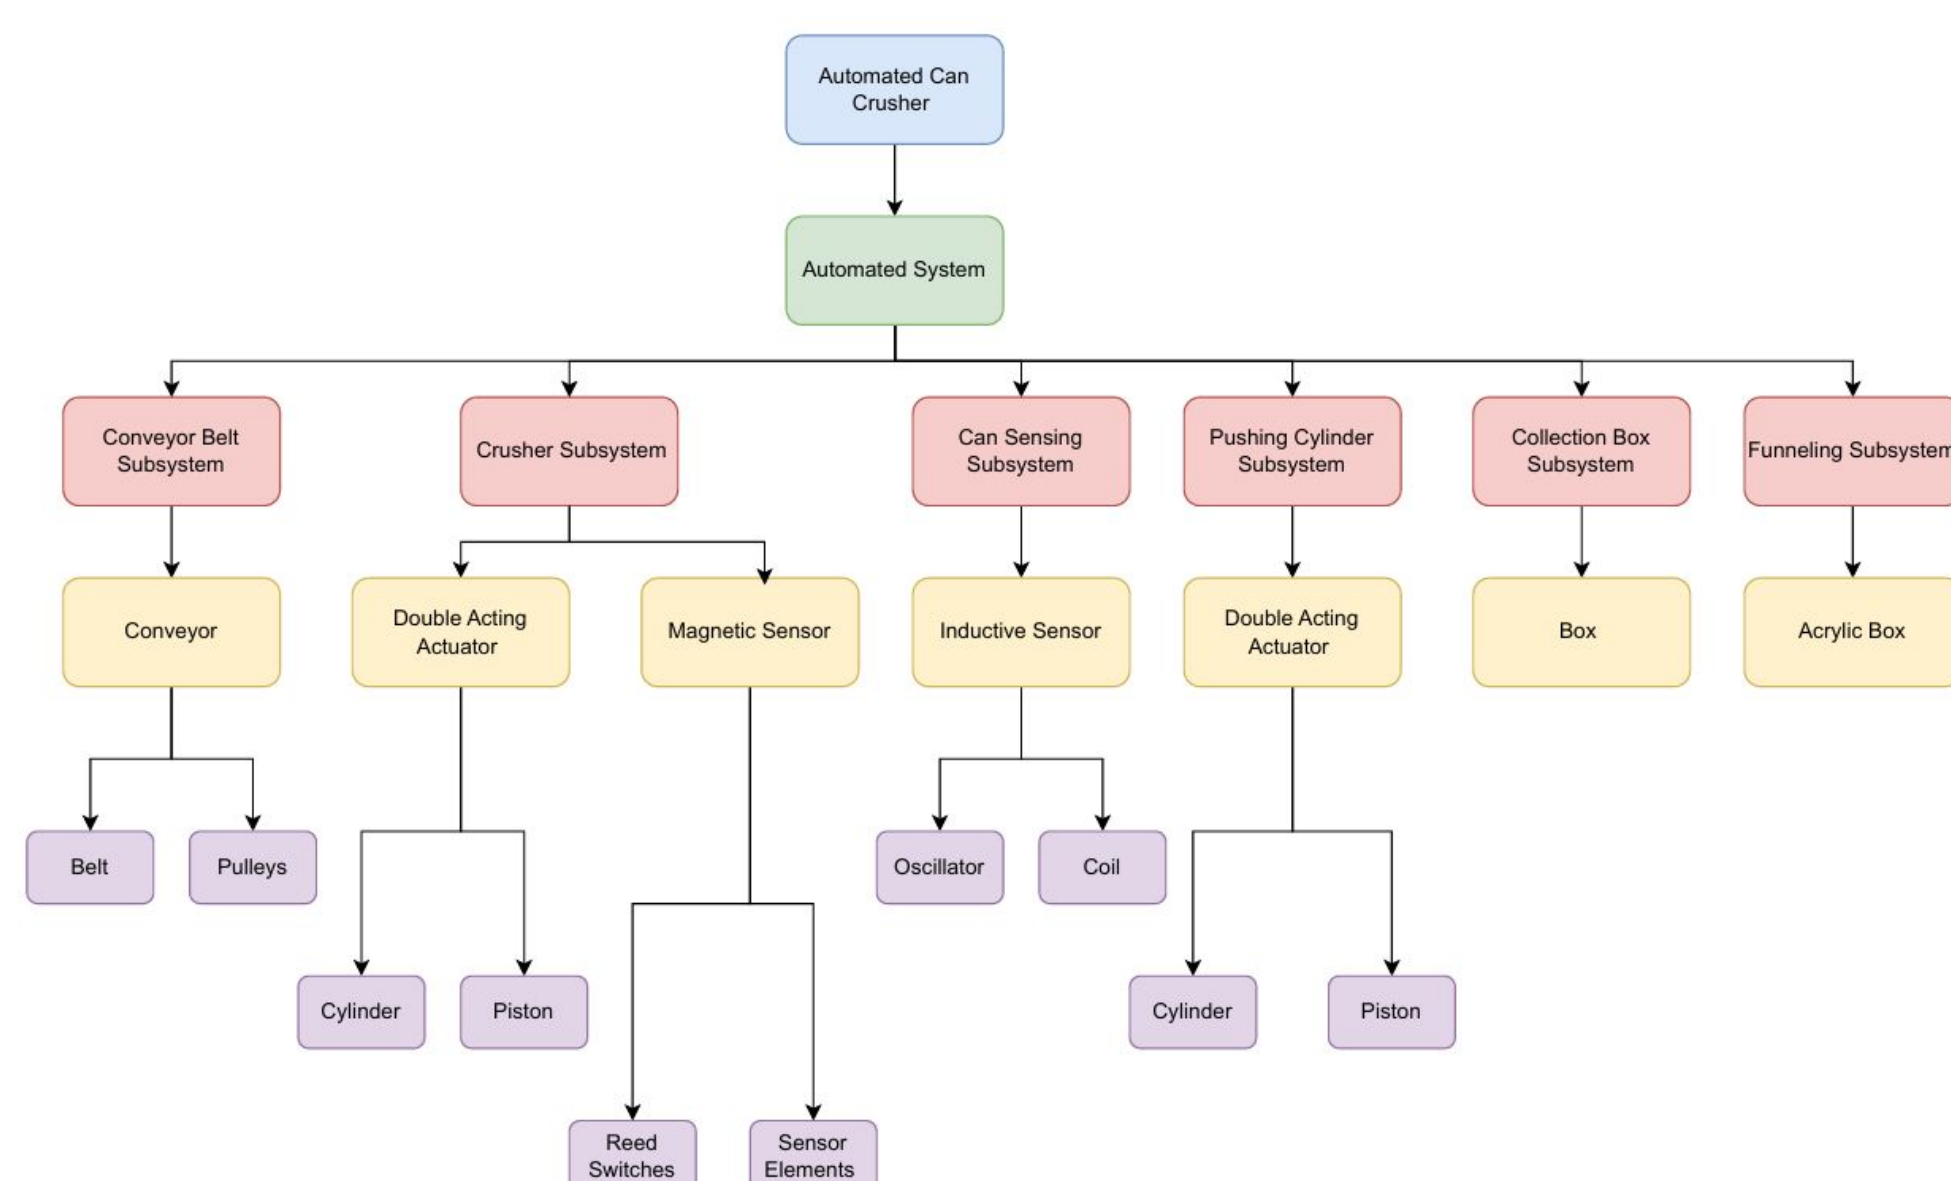 Automated Can
Crusher
Automated System
Conveyor Belt
Subsystem
Crusher Subsystem
Can Sensing
Subsystem
Pushing Cylinder
Subsystem
Collection Box
Subsystem
Funneling Subsystem
Conveyor
Double Acting
Actuator
Magnetic Sensor
Inductive Sensor
Double Acting
Actuator
Box
Acrylic Box
Belt
Pulleys
Oscillator
Coil
Cylinder
Piston
Cylinder
Piston
Reed
Switches
Sensor
Elements